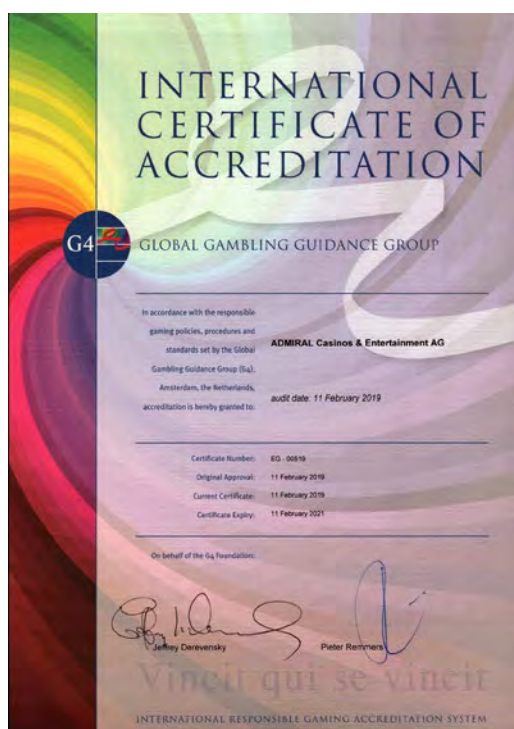 INTERNATIONAL
CERTIFICATE OF
ACCREDITATION
G4
GLOBAL GAMBLING GUIDANCE GROUP
In accordance with the responsible
gaming policies, procedures and
standards set by the Global
Gambling Guidance Group (G4),
Amsterdam, the Netherlands,
accreditation is hereby granted to:
ADMIRAL Casinos & Entertainment AG
audit date: 11 February 2019
Certificate Number: EG - 00519
Original Approval: 11 February 2019
Current Certificate: 11 February 2019
Certificate Expiry: 11 February 2021
On behalf of the G4 Foundation:
Jeffrey Derevensky
Pieter Remmers
Vincit qui se vincit
INTERNATIONAL RESPONSIBLE GAMING ACCREDITATION SYSTEM